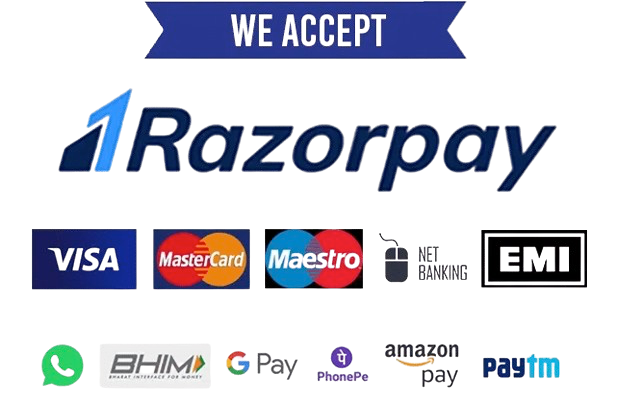 WE ACCEPT
Razorpay
VISA
MasterCard
Maestro
NET
BANKING
EMI
BHIM
BHARAT INTERFACE FOR MONEY
G Pay
पे
PhonePe
amazon
pay
paytm